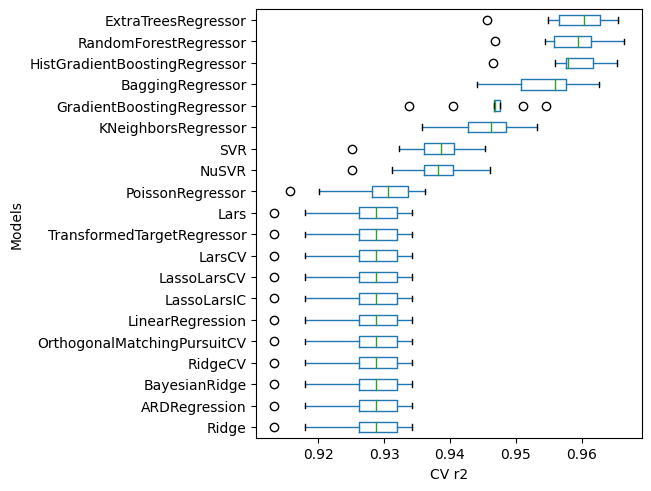 ExtraTreesRegressor
RandomForestRegressor
HistGradientBoostingRegressor
BaggingRegressor
GradientBoostingRegressor
KNeighborsRegressor
SVR
NuSVR
PoissonRegressor
Lars
TransformedTargetRegressor
LarsCV
LassoLarsCV
LassoLarsIC
LinearRegression
OrthogonalMatchingPursuitCV
RidgeCV
BayesianRidge
ARDRegression
Ridge
Models
0.92 0.93 0.94 0.95 0.96
CV r2